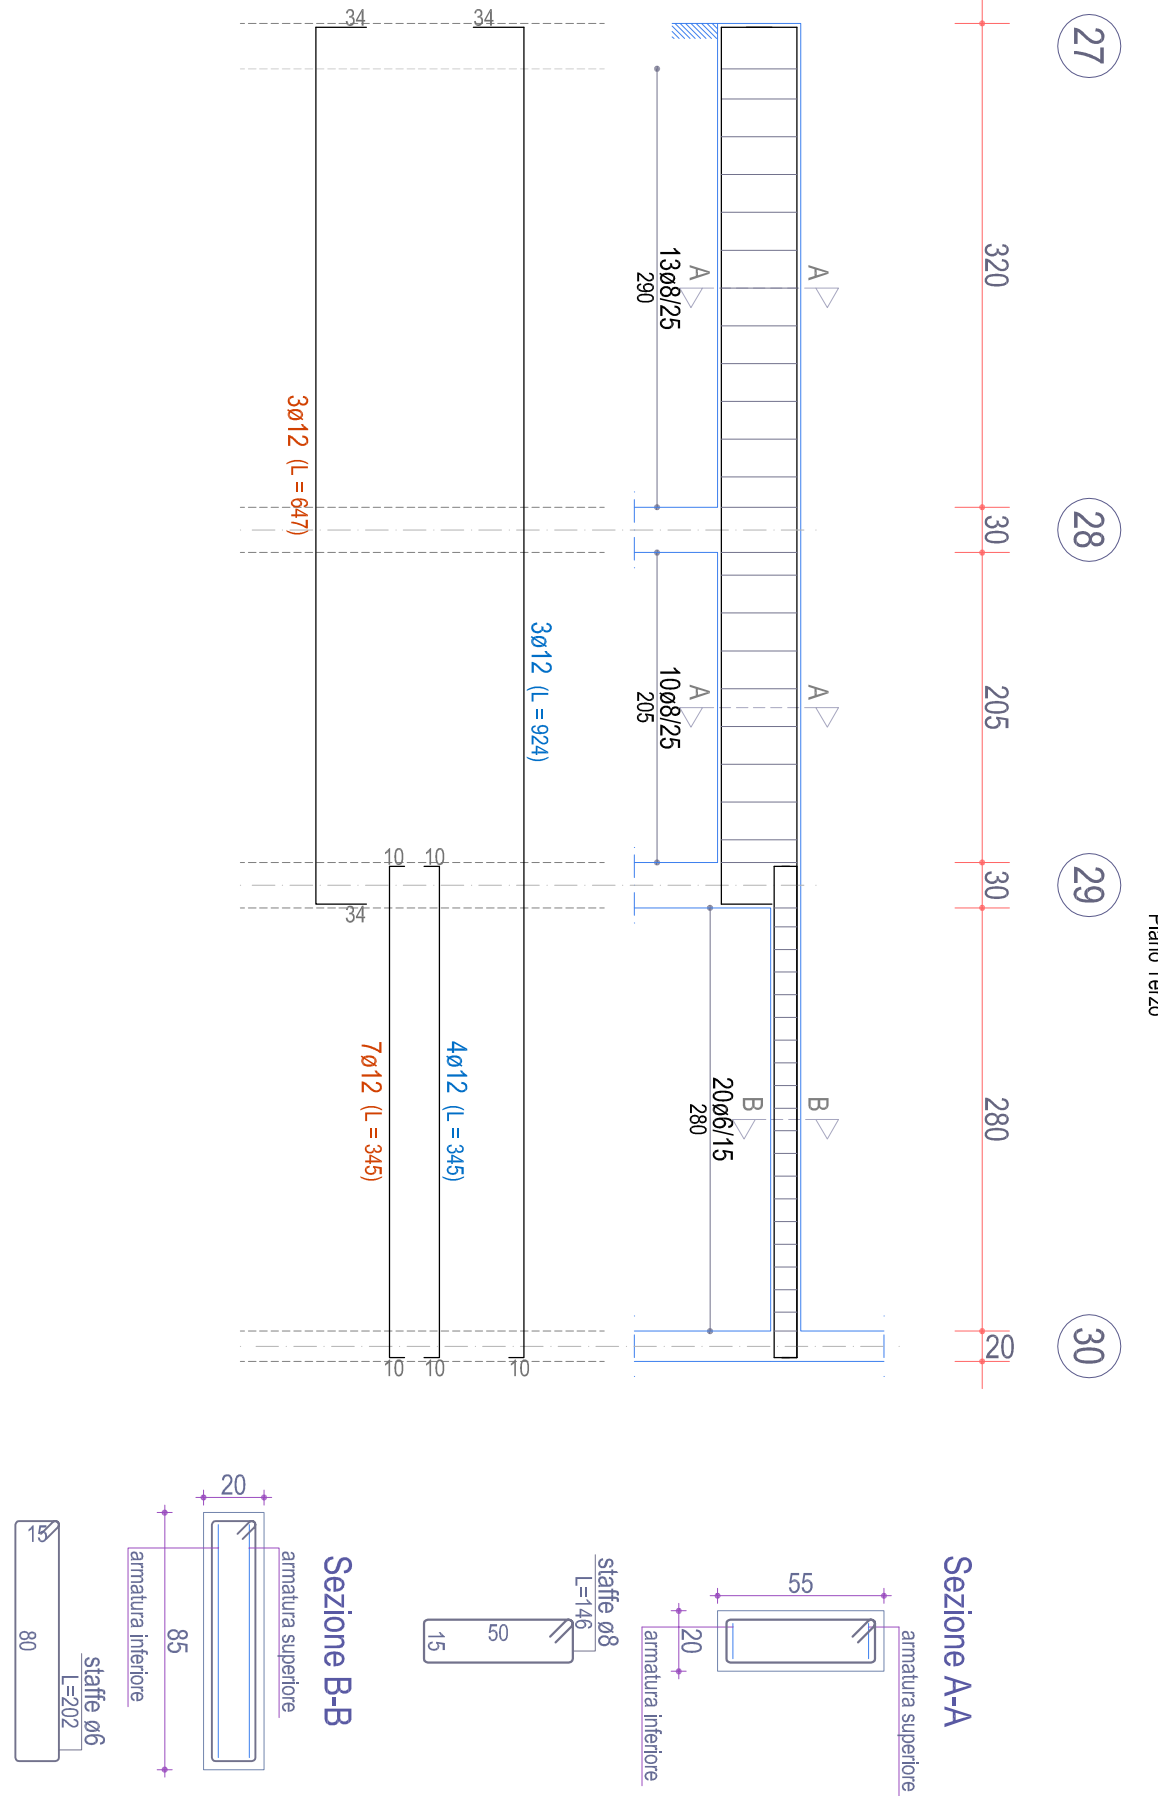 Piano Terzo
27
28
29
30
320
30
205
30
280
20
A
A
A
A
B
B
13ø8/25
290
10ø8/25
205
20ø6/15
280
34
34
3ø12 (L = 924)
10
3ø12 (L = 647)
34
10
10
4ø12 (L = 345)
7ø12 (L = 345)
10
10
Sezione A-A
armatura superiore
55
20
armatura inferiore
staffe ø8
L=146
50
15
Sezione B-B
armatura superiore
20
85
armatura inferiore
staffe ø6
L=202
15
80